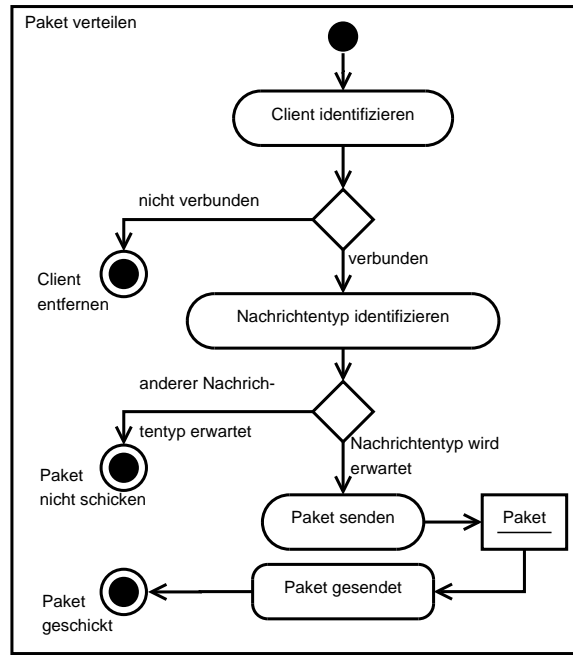 Paket verteilen
Client identifizieren
nicht verbunden
verbunden
Client
entfernen
Nachrichtentyp identifizieren
anderer Nachrich-
tentyp erwartet
Nachrichtentyp wird
erwartet
Paket
nicht schicken
Paket senden
Paket
Paket gesendet
Paket
geschickt